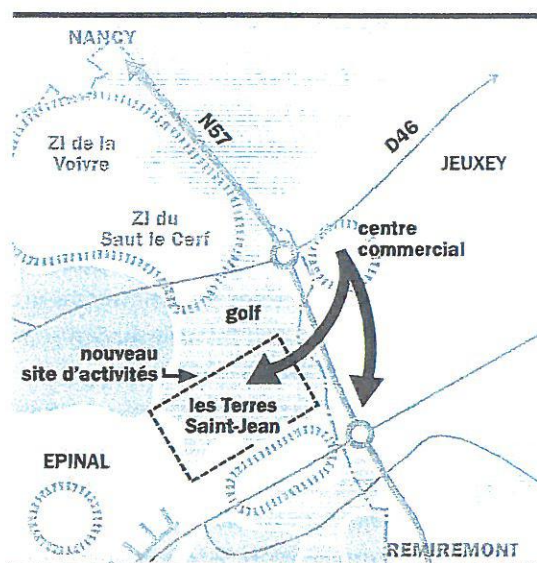 NANCY
N57
D46
ZI de la
Voivre
JEUXEY
ZI du
Saut le Cerf
centre
commercial
golf
nouveau
site d'activités
les Terres
Saint-Jean
EPINAL
REMIREMONT